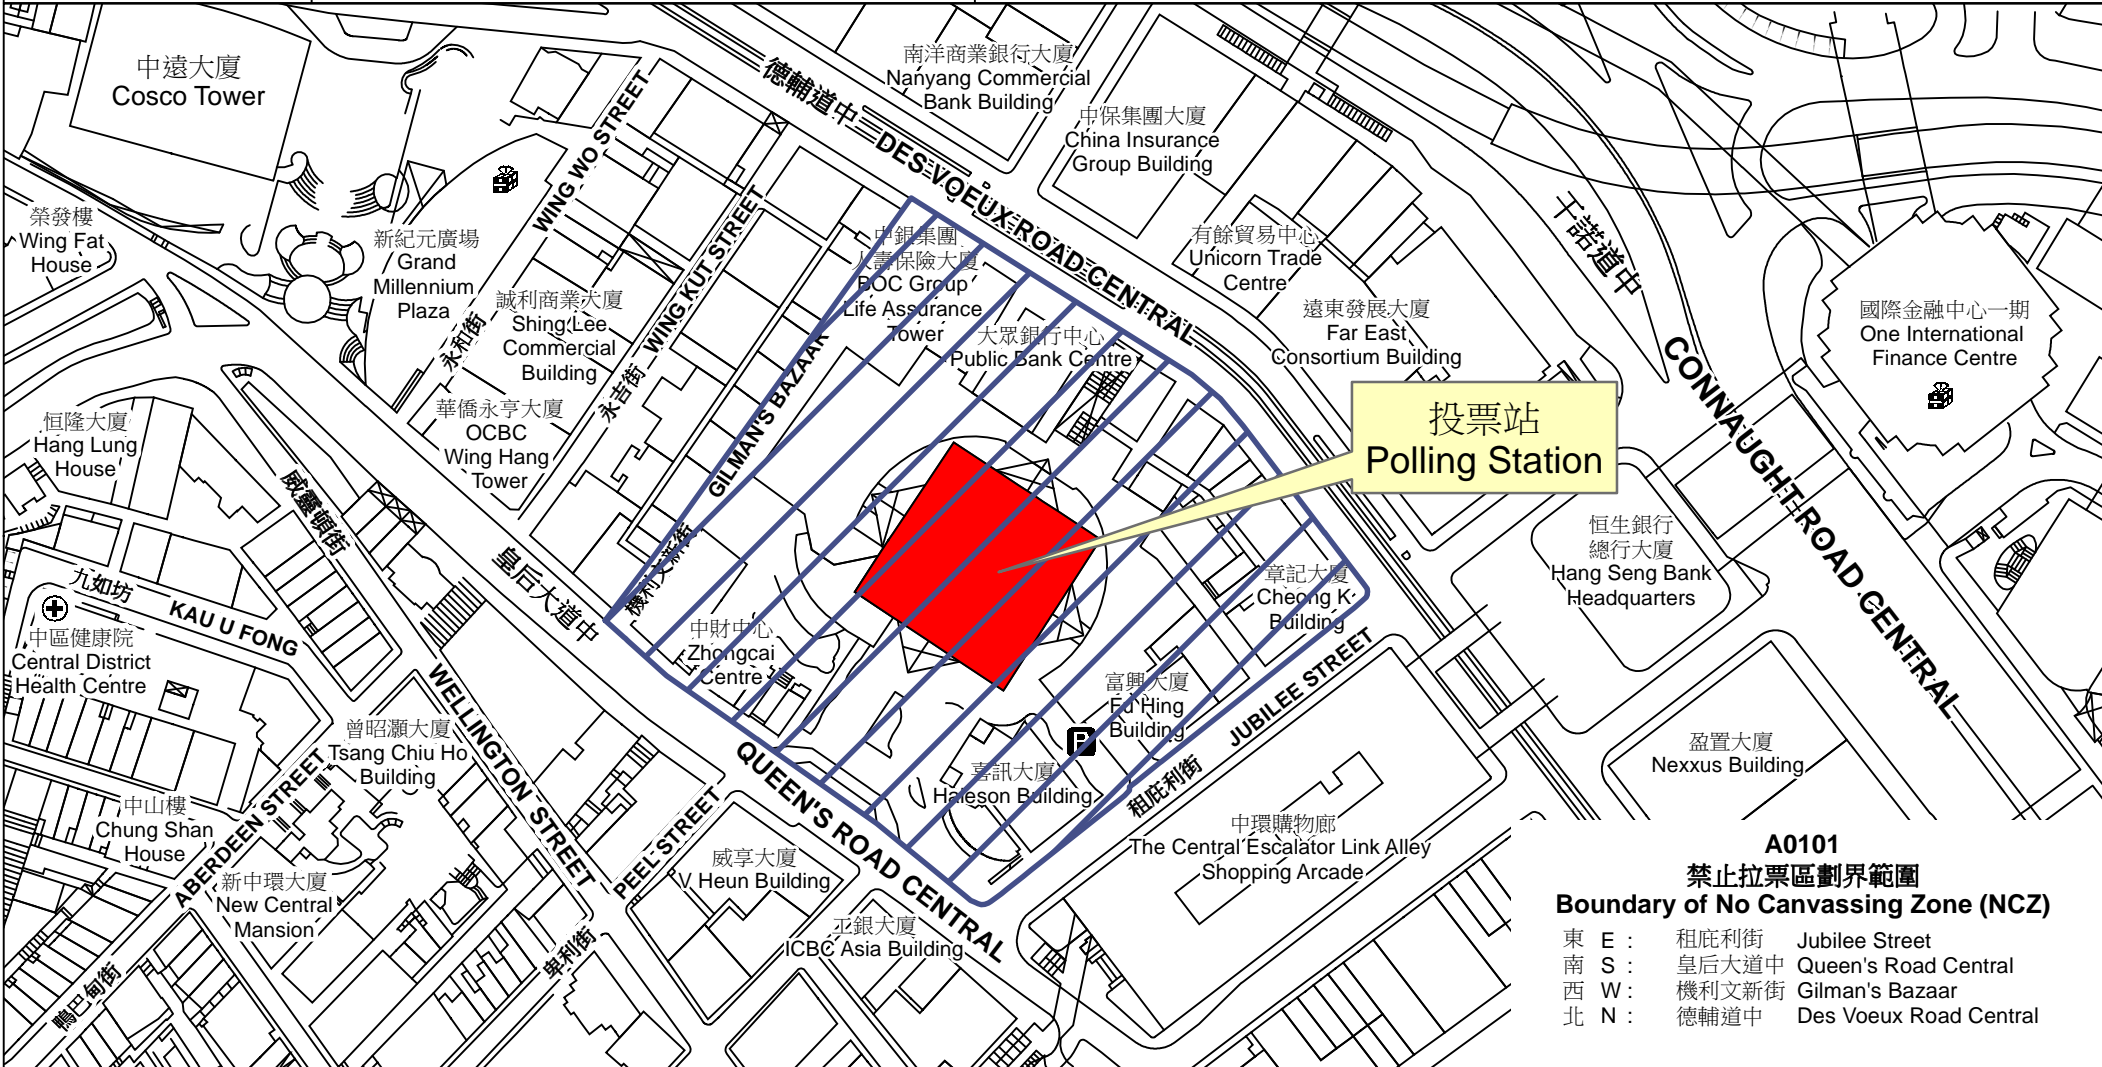 中遠大廈
Cosco Tower
南洋商業銀行大廈
Nanyang Commercial
Bank Building
德輔道中
DES VOEUX ROAD CENTRAL
中保集團大廈
China Insurance
Group Building
WING WO STREET
永和街
榮發樓
Wing Fat
House
新紀元廣場
Grand
Millennium
Plaza
誠利商業大廈
Shing Lee
Commercial
Building
WING KUT STREET
永吉街
中銀集團
人壽保險大廈
BOC Group
Life Assurance
Tower
大眾銀行中心
Public Bank Centre
有餘貿易中心
Unicorn Trade
Centre
遠東發展大廈
Far East
Consortium Building
干諾道中
CONNAUGHT ROAD CENTRAL
國際金融中心一期
One International
Finance Centre
華僑永亨大廈
OCBC
Wing Hang
Tower
GILMAN'S BAZAAR
機利文新街
恒隆大廈
Hang Lung
House
威靈頓街
WELLINGTON STREET
投票站
Polling Station
恒生銀行
總行大廈
Hang Seng Bank
Headquarters
九如坊
KAU U FONG
中區健康院
Central District
Health Centre
皇后大道中
QUEEN'S ROAD CENTRAL
中財中心
Zhongcai
Centre
章記大廈
Cheong K
Building
富興大廈
Fu Hing
Building
P
JUBILEE STREET
租庇利街
喜訊大廈
Haleson Building
曾昭灝大廈
Tsang Chiu Ho
Building
中山樓
Chung Shan
House
ABERDEEN STREET
鴨巴甸街
新中環大廈
New Central
Mansion
PEEL STREET
卑利街
威享大廈
V Heun Building
工銀大廈
ICBC Asia Building
中環購物廊
The Central Escalator Link Alley
Shopping Arcade
盈置大廈
Nexxus Building
A0101
禁止拉票區劃界範圍
Boundary of No Canvassing Zone (NCZ)
東 E : 租庇利街 Jubilee Street
南 S : 皇后大道中 Queen's Road Central
西 W : 機利文新街 Gilman's Bazaar
北 N : 德輔道中 Des Voeux Road Central